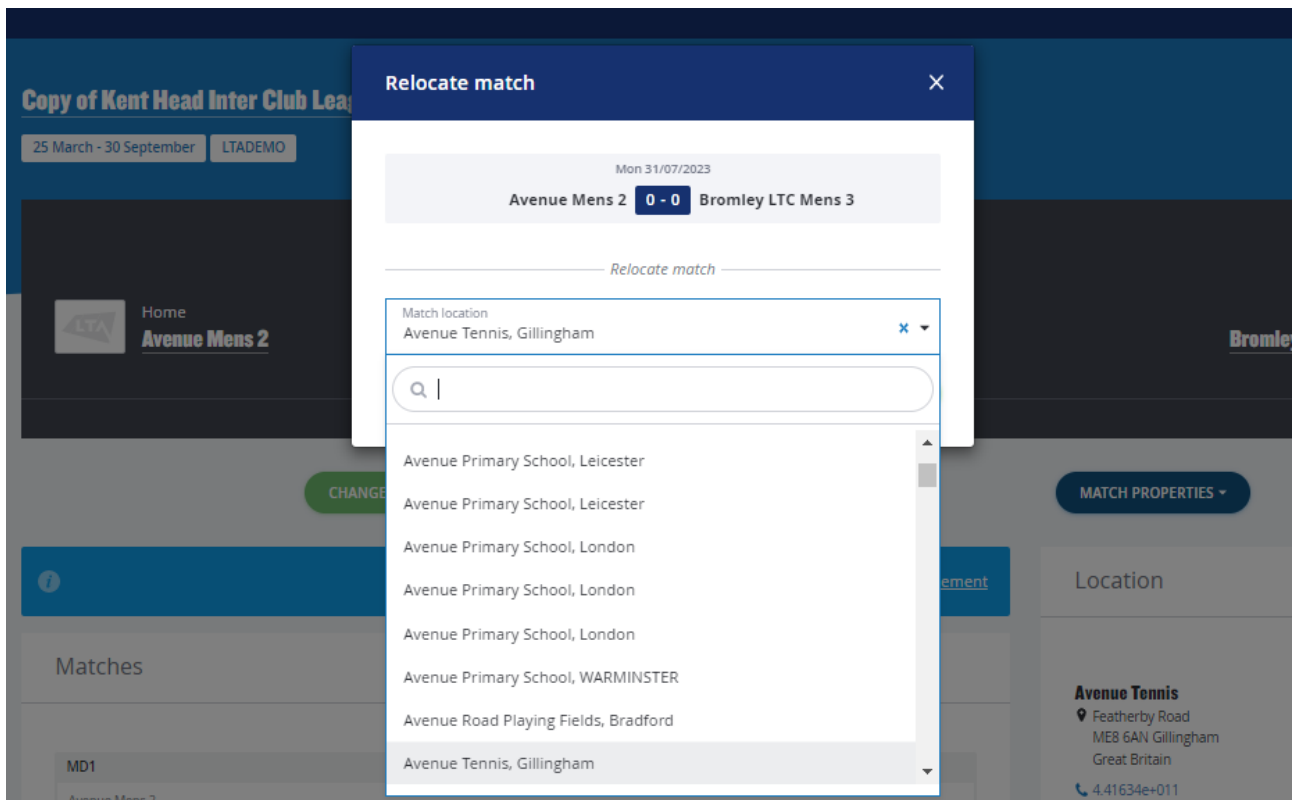 Copy of Kent Head Inter Club Leag
25 March - 30 September
LTADEMO
Relocate match
Mon 31/07/2023
Avenue Mens 2 0 - 0 Bromley LTC Mens 3
Relocate match
LTA
Home
Avenue Mens 2
Bromley
Match location
Avenue Tennis, Gillingham
Avenue Primary School, Leicester
Avenue Primary School, Leicester
Avenue Primary School, London
Avenue Primary School, London
Avenue Primary School, London
Avenue Primary School, WARMINSTER
Avenue Road Playing Fields, Bradford
Avenue Tennis, Gillingham
CHANGE
MATCH PROPERTIES
ement
Matches
MD1
Avenue Mens 2
Location
Avenue Tennis
Featherby Road
ME8 6AN Gillingham
Great Britain
4.41634e+011